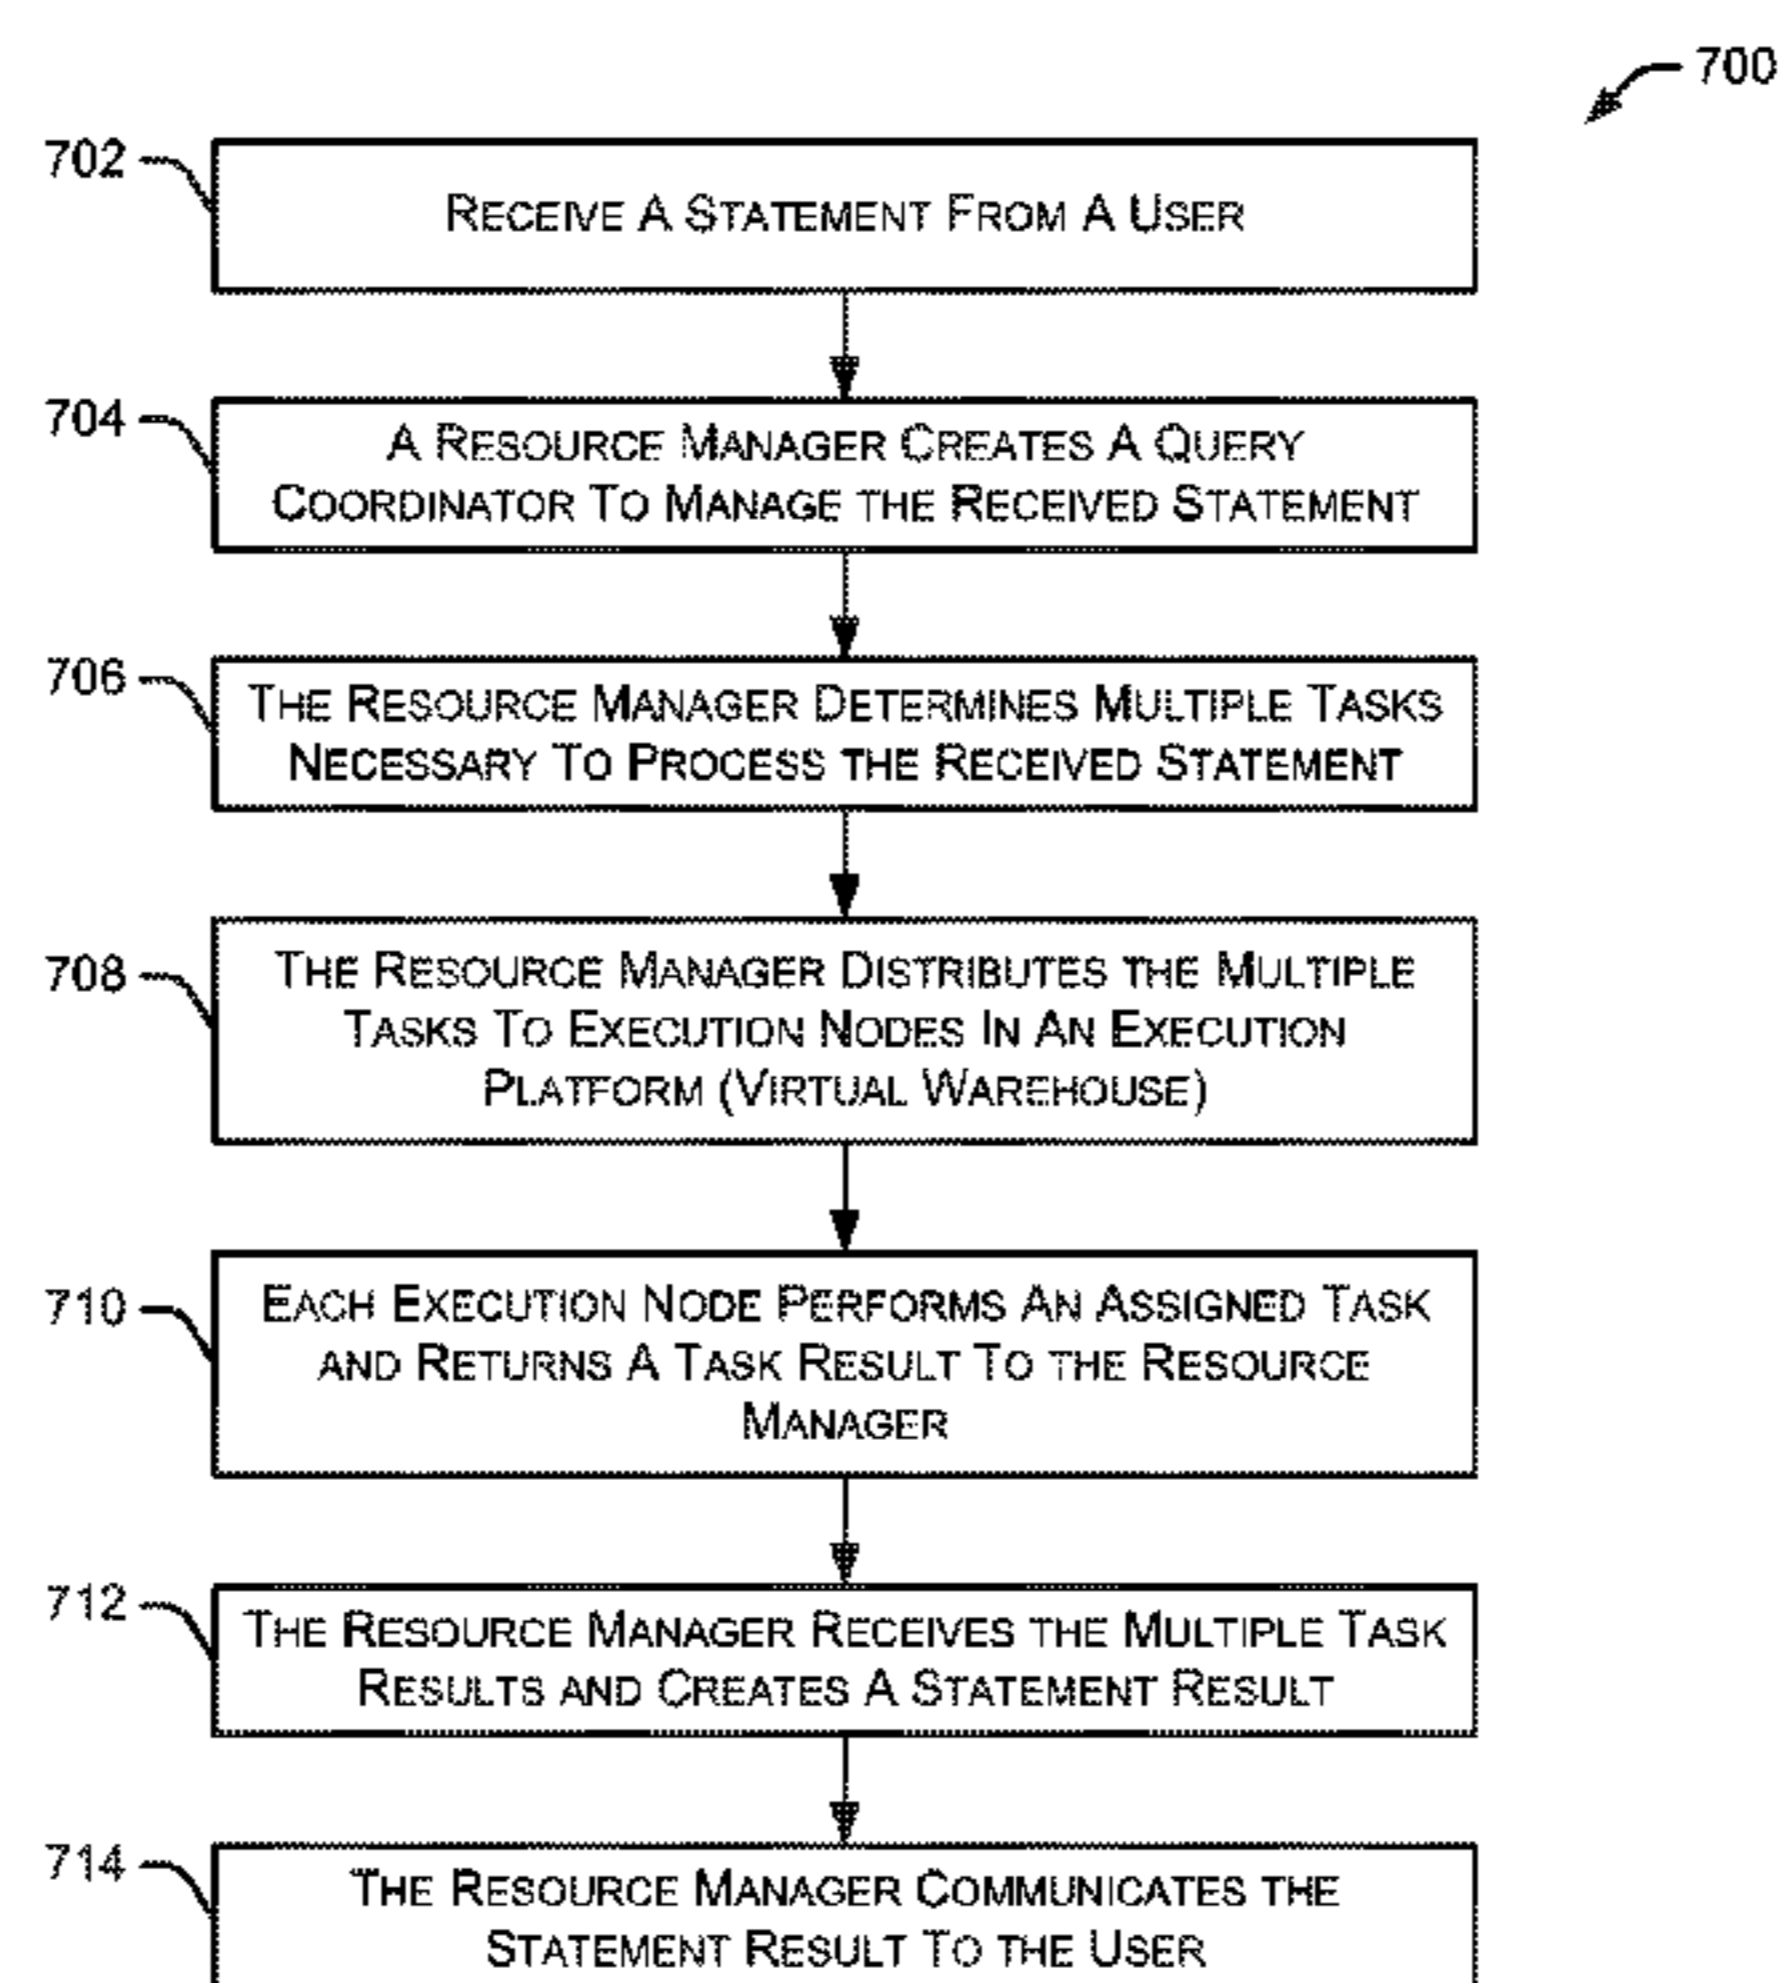 700
702
RECEIVE A STATEMENT FROM A USER
704
A RESOURCE MANAGER CREATES A QUERY
COORDINATOR TO MANAGE THE RECEIVED STATEMENT
706
THE RESOURCE MANAGER DETERMINES MULTIPLE TASKS
NECESSARY TO PROCESS THE RECEIVED STATEMENT
708
THE RESOURCE MANAGER DISTRIBUTES THE MULTIPLE
TASKS TO EXECUTION NODES IN AN EXECUTION
PLATFORM (VIRTUAL WAREHOUSE)
710
EACH EXECUTION NODE PERFORMS AN ASSIGNED TASK
AND RETURNS A TASK RESULT TO THE RESOURCE
MANAGER
712
THE RESOURCE MANAGER RECEIVES THE MULTIPLE TASK
RESULTS AND CREATES A STATEMENT RESULT
714
THE RESOURCE MANAGER COMMUNICATES THE
STATEMENT RESULT TO THE USER